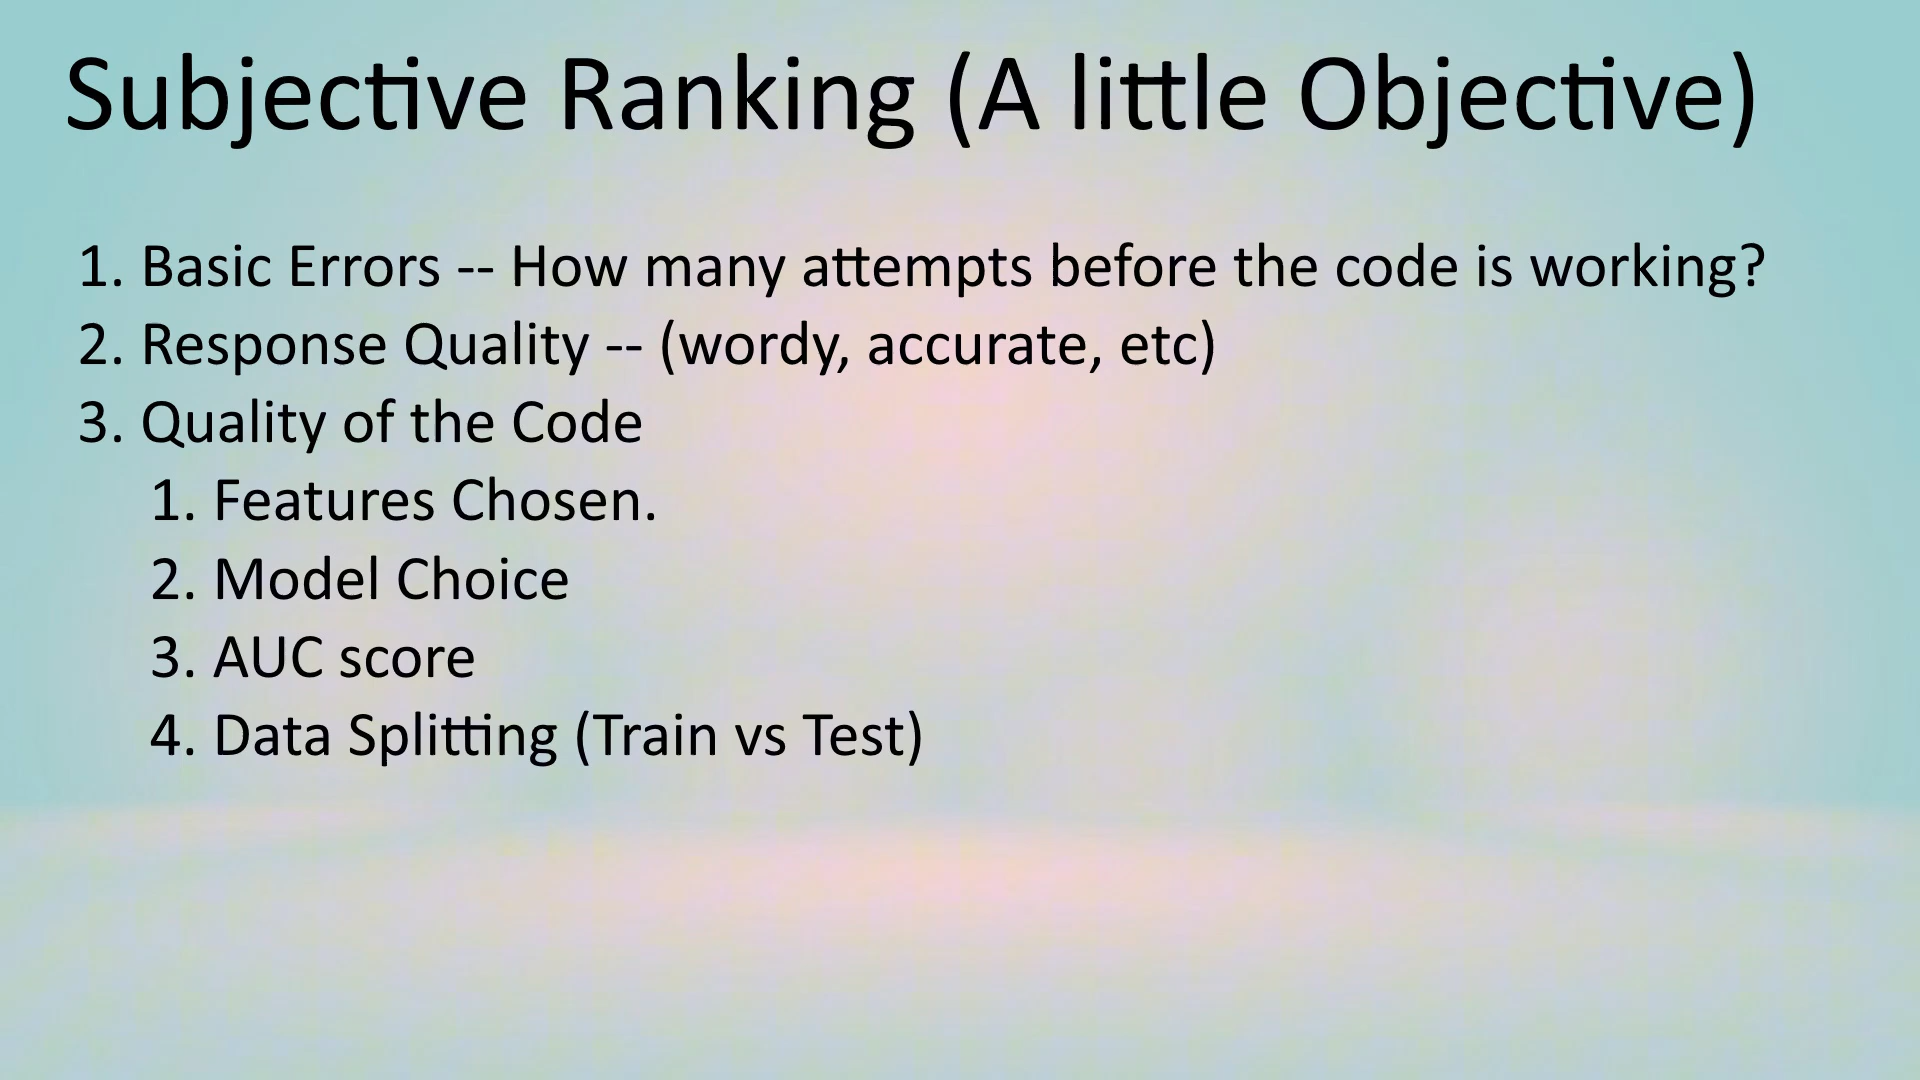 Subjective Ranking (A little Objective)
1. Basic Errors -- How many attempts before the code is working?
2. Response Quality -- (wordy, accurate, etc)
3. Quality of the Code
1. Features Chosen.
2. Model Choice
3. AUC score
4. Data Splitting (Train vs Test)